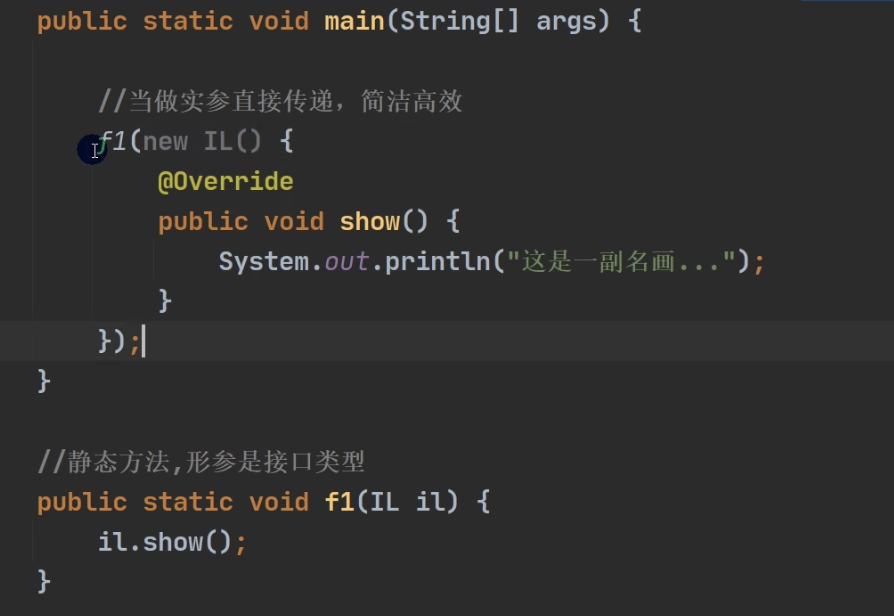 public static void main(String[] args) {
//当做实参直接传递，简洁高效
f1(new IL() {
@Override
public void show() {
System.out.println("这是一副名画...");
}
});
}
//静态方法,形参是接口类型
public static void f1(IL il) {
il.show();
}